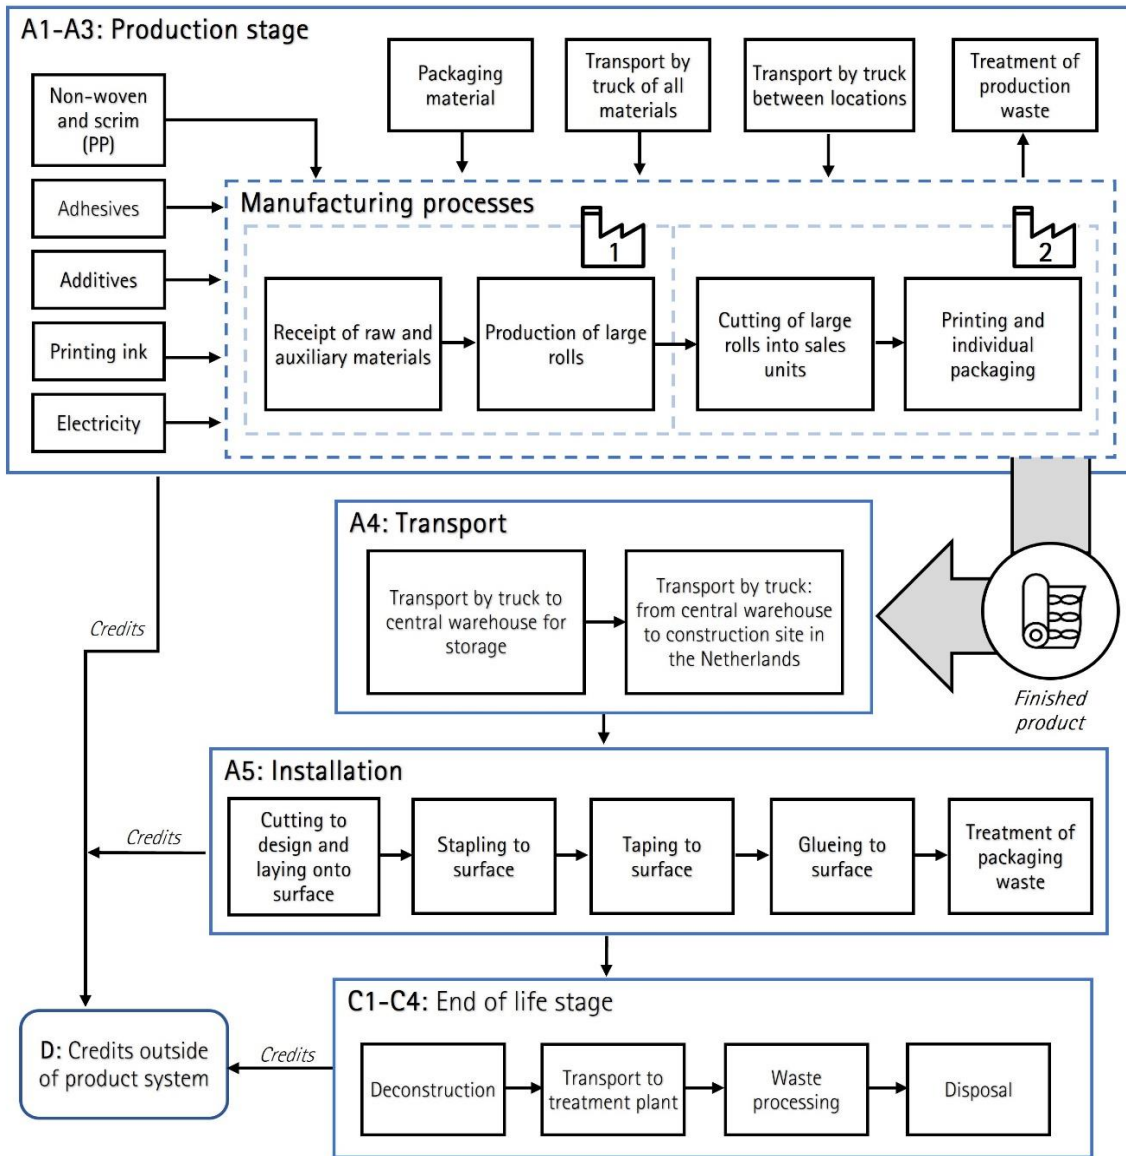 A1-A3: Production stage
Non-woven
and scrim
(PP)
Adhesives
Additives
Printing ink
Electricity
Packaging
material
Transport by
truck of all
materials
Transport by truck
between locations
Treatment of
production
waste
Manufacturing processes
1
2
Receipt of raw and
auxiliary materials
Production of large
rolls
Cutting of large
rolls into sales
units
Printing and
individual
packaging
Credits
A4: Transport
Transport by truck to
central warehouse for
storage
Transport by truck:
from central warehouse
to construction site in
the Netherlands
Finished
product
A5: Installation
Credits
Cutting to
design and
laying onto
surface
Stapling to
surface
Taping to
surface
Glueing to
surface
Treatment of
packaging
waste
C1-C4: End of life stage
Deconstruction
Transport to
treatment plant
Waste
processing
Disposal
Credits
D: Credits outside
of product system